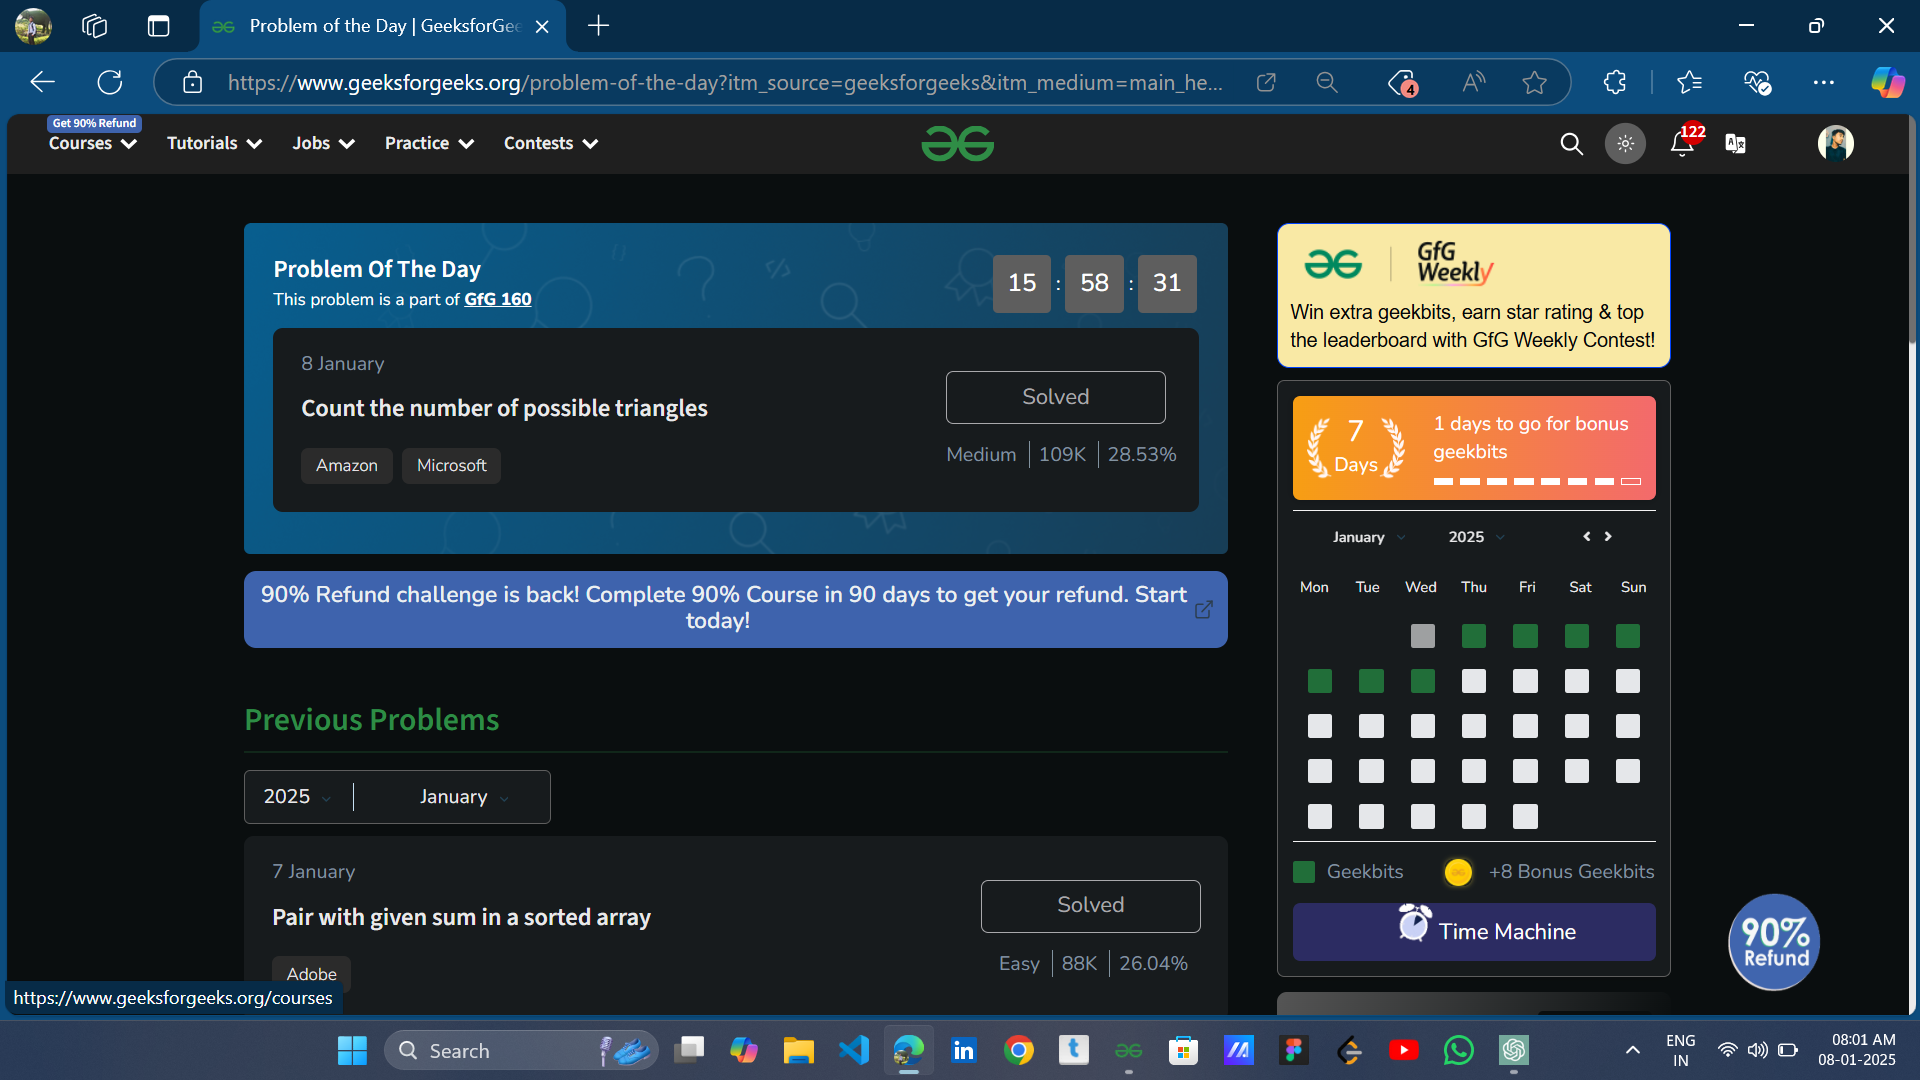 Problem of the Day | GeeksforGee
https://www.geeksforgeeks.org/problem-of-the-day?itm_source=geeksforgeeks&itm_medium=main_he...
4
Get 90% Refund
Courses Tutorials Jobs Practice Contests
122
Problem Of The Day
This problem is a part of GfG 160
15 : 58 : 31
8 January
Count the number of possible triangles
Amazon Microsoft
Solved
Medium | 109K | 28.53%
90% Refund challenge is back! Complete 90% Course in 90 days to get your refund. Start
today!
Previous Problems
2025 January
7 January
Pair with given sum in a sorted array
Adobe
Solved
Easy | 88K | 26.04%
GfG
Weekly
Win extra geekbits, earn star rating & top
the leaderboard with GfG Weekly Contest!
7
Days
1 days to go for bonus
geekbits
January 2025
Mon Tue Wed Thu Fri Sat Sun
Geekbits +8 Bonus Geekbits
Time Machine
90%
Refund
https://www.geeksforgeeks.org/courses
Search
ENG
IN
08:01 AM
08-01-2025